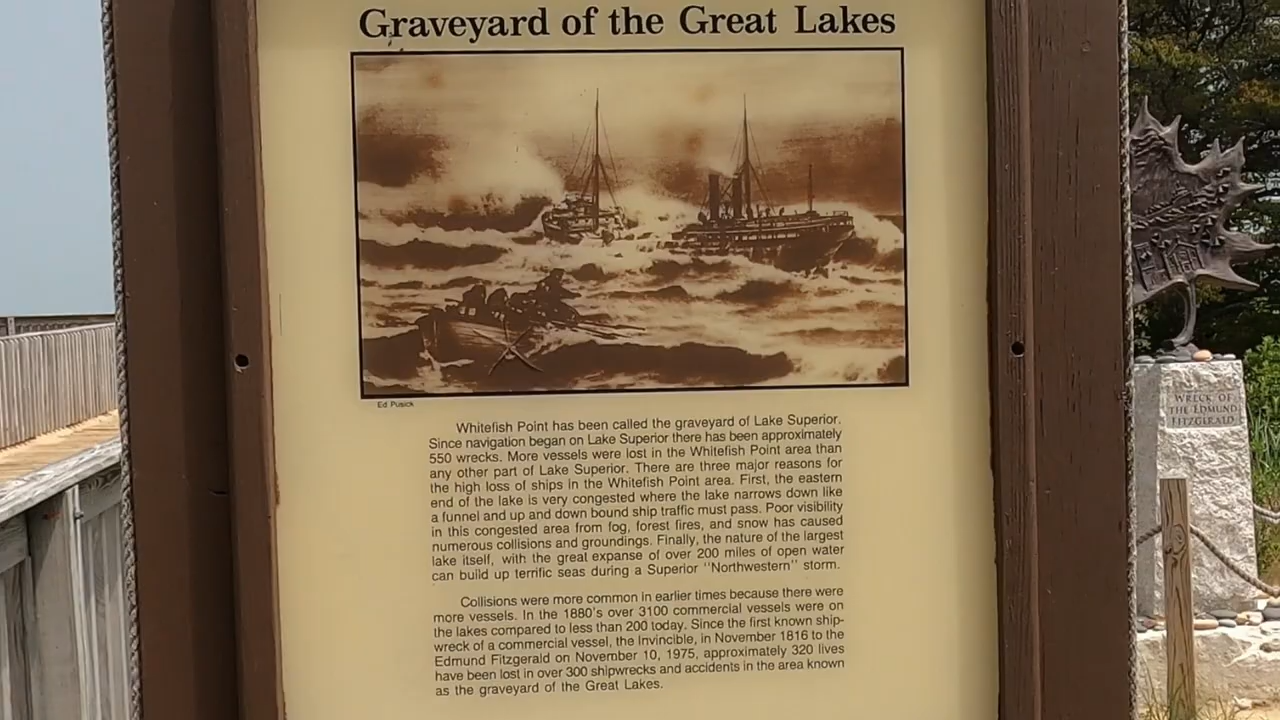 Graveyard of the Great Lakes
Ed Pusick
Whitefish Point has been called the graveyard of Lake Superior.
Since navigation began on Lake Superior there has been approximately
550 wrecks. More vessels were lost in the Whitefish Point area than
any other part of Lake Superior. There are three major reasons for
the high loss of ships in the Whitefish Point area. First, the eastern
end of the lake is very congested where the lake narrows down like
a funnel and up and down bound ship traffic must pass. Poor visibility
in this congested area from fog, forest fires, and snow has caused
numerous collisions and groundings. Finally, the nature of the largest
lake itself, with the great expanse of over 200 miles of open water
can build up terrific seas during a Superior "Northwestern" storm.
Collisions were more common in earlier times because there were
more vessels. In the 1880's over 3100 commercial vessels were on
the lakes compared to less than 200 today. Since the first known ship-
wreck of a commercial vessel, the Invincible, in November 1816 to the
Edmund Fitzgerald on November 10, 1975, approximately 320 lives
have been lost in over 300 shipwrecks and accidents in the area known
as the graveyard of the Great Lakes.
WRECK OF
THE EDMUND
FITZGERALD